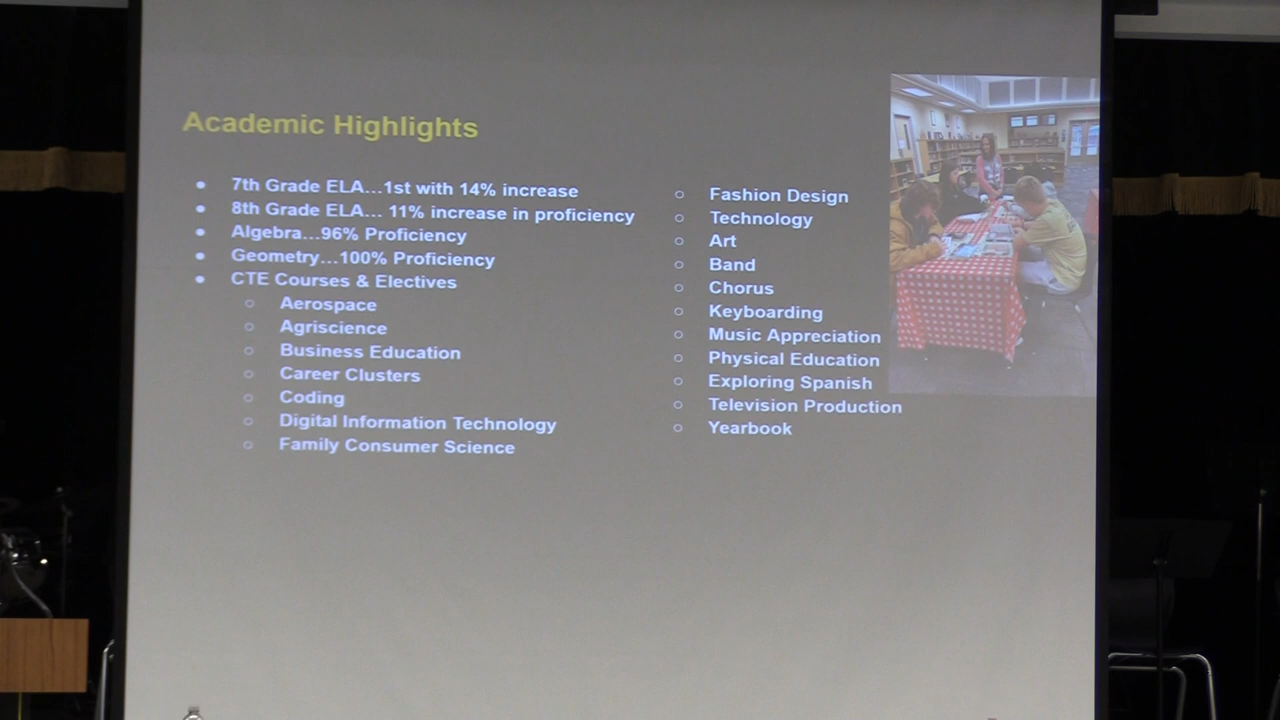 Academic Highlights
● 7th Grade ELA...1st with 14% increase
● 8th Grade ELA... 11% increase in proficiency
● Algebra...96% Proficiency
● Geometry...100% Proficiency
● CTE Courses & Electives
○ Aerospace
○ Agriscience
○ Business Education
○ Career Clusters
○ Coding
○ Digital Information Technology
○ Family Consumer Science
○ Fashion Design
○ Technology
○ Art
○ Band
○ Chorus
○ Keyboarding
○ Music Appreciation
○ Physical Education
○ Exploring Spanish
○ Television Production
○ Yearbook